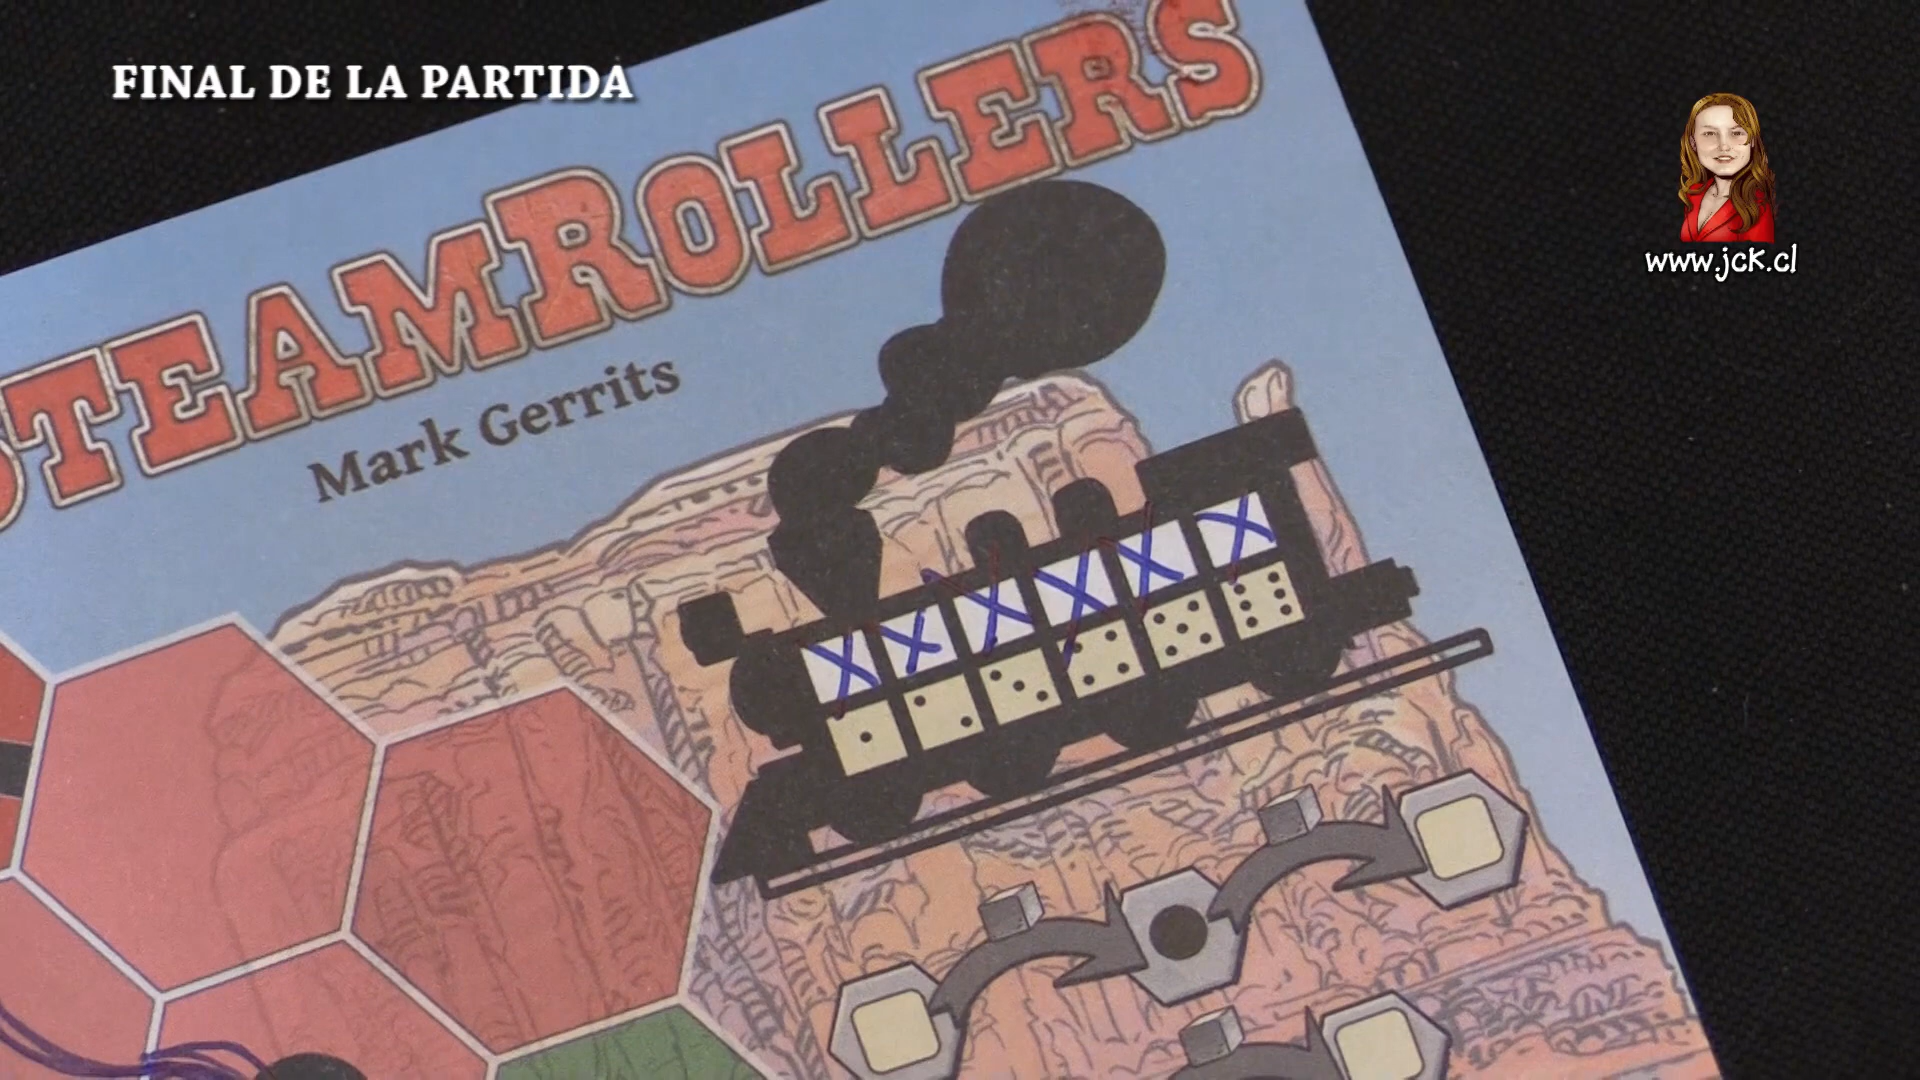 FINAL DE LA PARTIDA
STEAMROLLERS
Mark Gerrits
www.jck.cl
X X X X X X